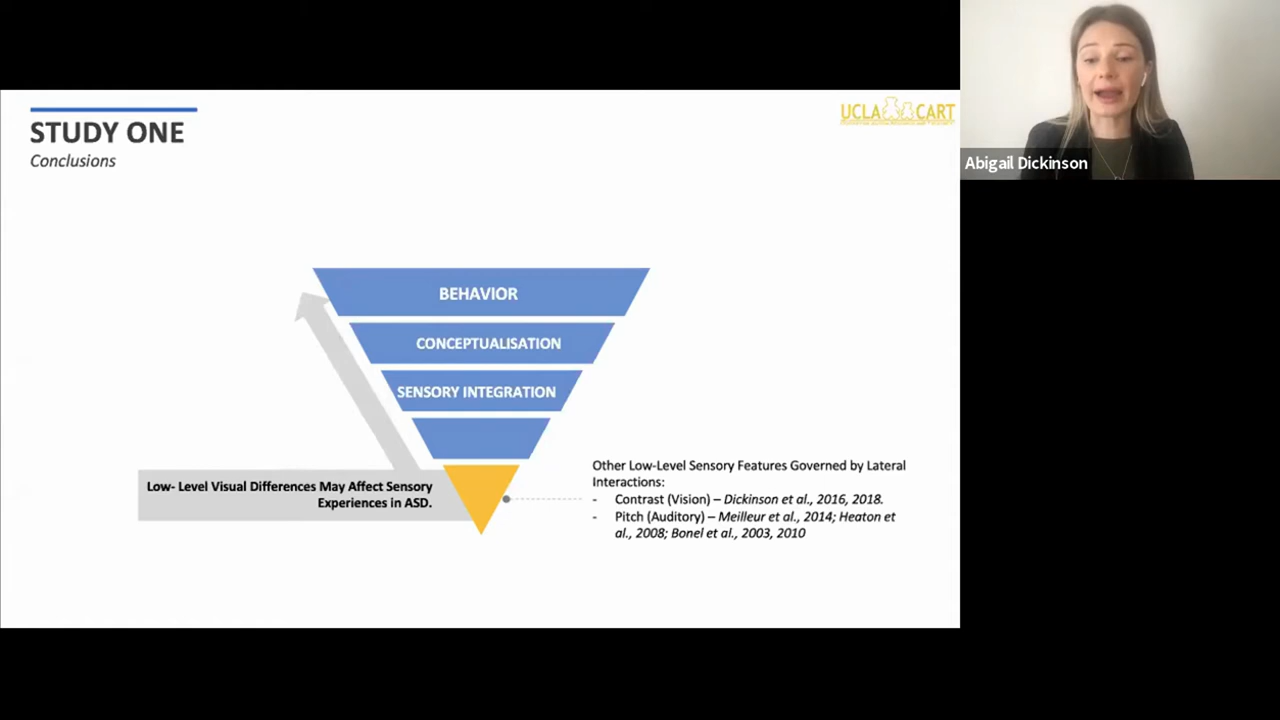 STUDY ONE
Conclusions
UCLA CART
Abigail Dickinson
BEHAVIOR
CONCEPTUALISATION
SENSORY INTEGRATION
Low- Level Visual Differences May Affect Sensory
Experiences in ASD.
Other Low-Level Sensory Features Governed by Lateral
Interactions:
- Contrast (Vision) – Dickinson et al., 2016, 2018.
- Pitch (Auditory) – Meilleur et al., 2014; Heaton et
al., 2008; Bonel et al., 2003, 2010